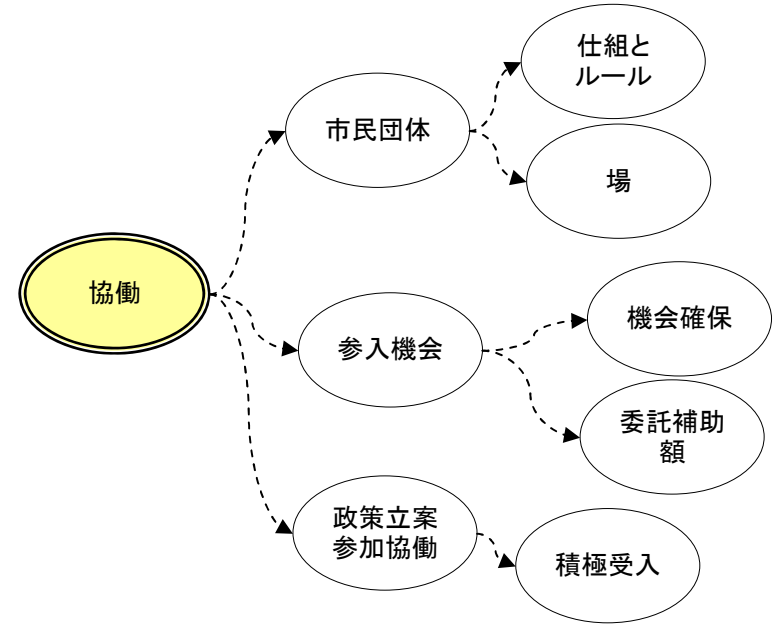 仕組と
ルール
市民団体
場
協働
機会確保
参入機会
委託補助
額
政策立案
参加協働
積極受入